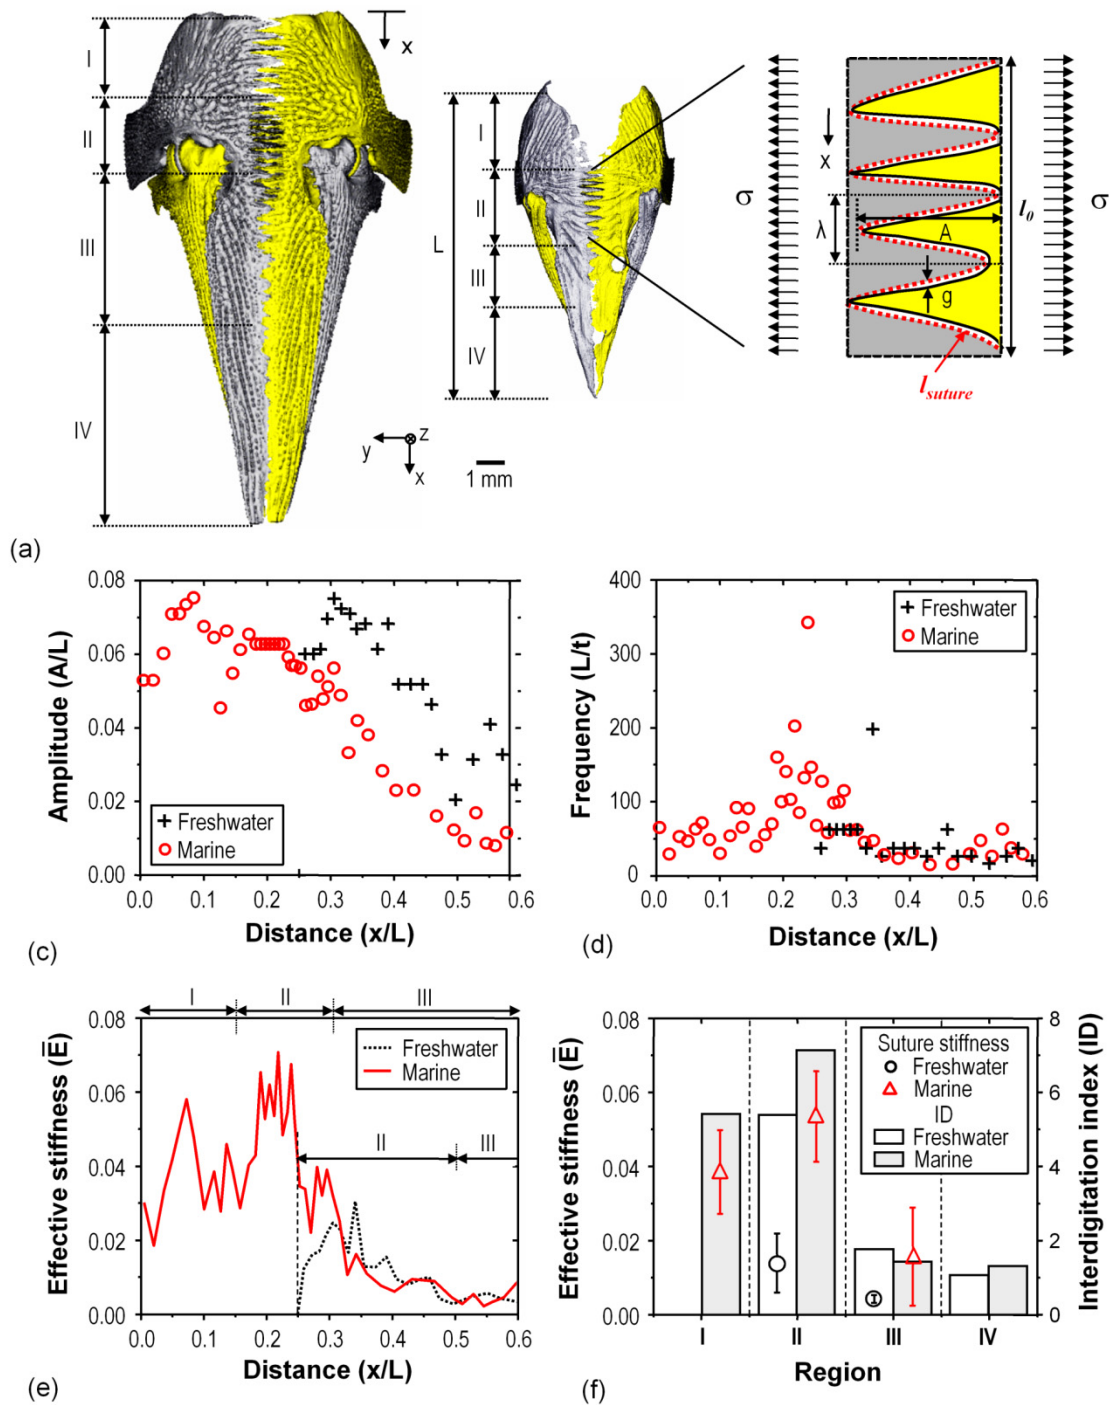 I
II
III
IV
x
L
I
II
III
IV
y
z
x
1 mm
σ
x
λ
A
g
l0
lsuture
σ
(a)
0.08
0.06
0.04
0.02
0.00
Amplitude (A/L)
+ Freshwater
o Marine
0.0 0.1 0.2 0.3 0.4 0.5 0.6
Distance (x/L)
(c)
400
350
200
150
100
50
0
Frequency (L/t)
+ Freshwater
o Marine
0.0 0.1 0.2 0.3 0.4 0.5 0.6
Distance (x/L)
(d)
I II III
0.08
0.06
0.04
0.02
0.00
Effective stiffness (E̅)
Freshwater
Marine
II III
0.0 0.1 0.2 0.3 0.4 0.5 0.6
Distance (x/L)
(e)
0.08
0.06
0.04
0.02
0.00
Effective stiffness (E̅)
Suture stiffness
Freshwater
Marine
ID
Freshwater
Marine
8
6
4
2
0
Interdigitation index (ID)
I II III IV
Region
(f)